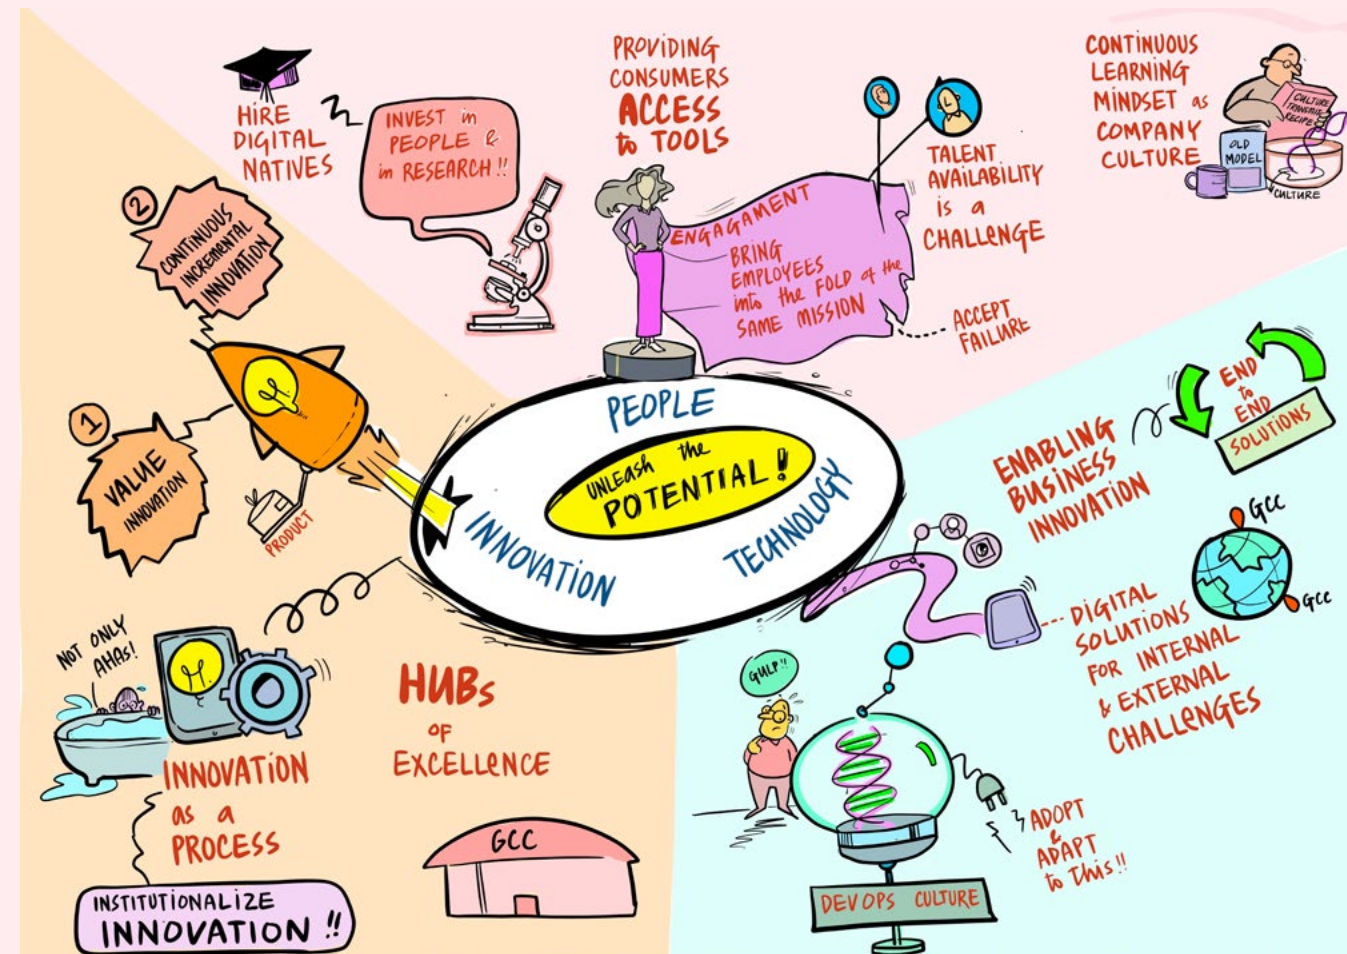 HIRE
DIGITAL
NATIVES
INVEST in
PEOPLE &
in RESEARCH !!
PROVIDING
CONSUMERS
ACCESS
to TOOLS
ENGAGAMENT
BRING
EMPLOYEES
into the FOLD of the
SAME MISSION
TALENT
AVAILABILITY
is a
CHALLENGE
ACCEPT
FAILURE
CONTINUOUS
LEARNING
MINDSET as
COMPANY
CULTURE
CULTURE
RECIPE
OLD
MODEL
CULTURE
2
CONTINUOUS
INCREMENTAL
INNOVATION
1
VALUE
INNOVATION
PRODUCT
PEOPLE
UNLEASH the
POTENTIAL!
INNOVATION
TECHNOLOGY
END
to
END
SOLUTIONS
ENABLING
BUSINESS
INNOVATION
GCC
GCC
DIGITAL
SOLUTIONS
FOR INTERNAL
& EXTERNAL
CHALLENGES
NOT ONLY
AHAs!
INNOVATION
as a
PROCESS
INSTITUTIONALIZE
INNOVATION !!
HUBs
OF
EXCELLENCE
GCC
GULP!!
ADOPT
&
ADAPT
to This!!
DEVOPS CULTURE